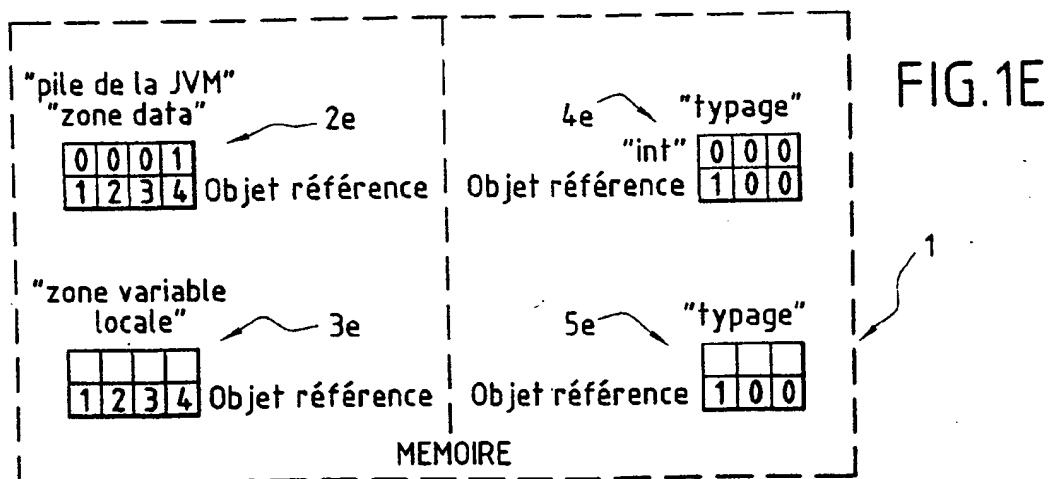 FIG.1E
"pile de la JVM"
"zone data"
2e
0 0 0 1
1 2 3 4 Objet référence
4e
"typage"
"int" 0 0 0
Objet référence 1 0 0
1
"zone variable
locale"
3e
1 2 3 4 Objet référence
5e
"typage"
Objet référence 1 0 0
MEMOIRE